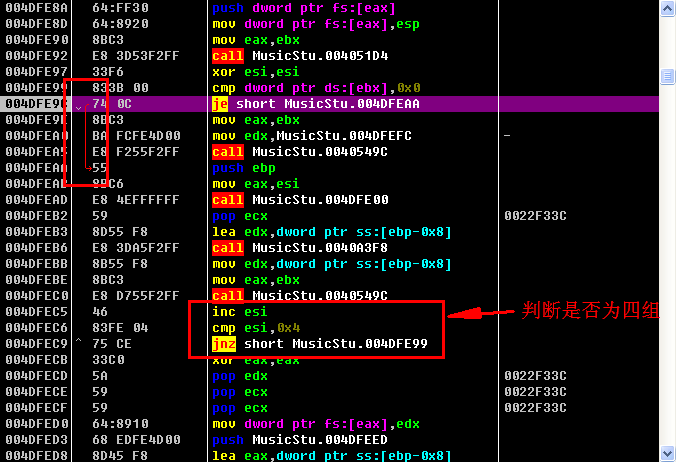 004DFE8A 64:FF30 push dword ptr fs:[eax]
004DFE8D 64:8920 mov dword ptr fs:[eax],esp
004DFE90 8BC3 mov eax,ebx
004DFE92 E8 3D53F2FF call MusicStu.004051D4
004DFE97 33F6 xor esi,esi
004DFE99 833B 00 cmp dword ptr ds:[ebx],0x0
004DFE9C 74 0C je short MusicStu.004DFEAA
004DFE9E 8BC3 mov eax,ebx
004DFEA0 BA FCFE4D00 mov edx,MusicStu.004DFEFC –
004DFEA5 E8 F255F2FF call MusicStu.0040549C
004DFEAA 55 push ebp
004DFEAB 8BC6 mov eax,esi
004DFEAD E8 4EFFFFFF call MusicStu.004DFE00
004DFEB2 59 pop ecx 0022F33C
004DFEB3 8D55 F8 lea edx,dword ptr ss:[ebp-0x8]
004DFEB6 E8 3DA5F2FF call MusicStu.0040A3F8
004DFEBB 8B55 F8 mov edx,dword ptr ss:[ebp-0x8]
004DFEBE 8BC3 mov eax,ebx
004DFEC0 E8 D755F2FF call MusicStu.0040549C
004DFEC5 46 inc esi 判断是否为四组
004DFEC6 83FE 04 cmp esi,0x4
004DFEC9 ^ 75 CE jnz short MusicStu.004DFE99
004DFECB 33C0 xor eax,eax
004DFECD 5A pop edx 0022F33C
004DFECE 59 pop ecx 0022F33C
004DFECF 59 pop ecx 0022F33C
004DFED0 64:8910 mov dword ptr fs:[eax],edx
004DFED3 68 EDFE4D00 push MusicStu.004DFEED
004DFED8 8D45 F8 lea eax,dword ptr ss:[ebp-0x8]